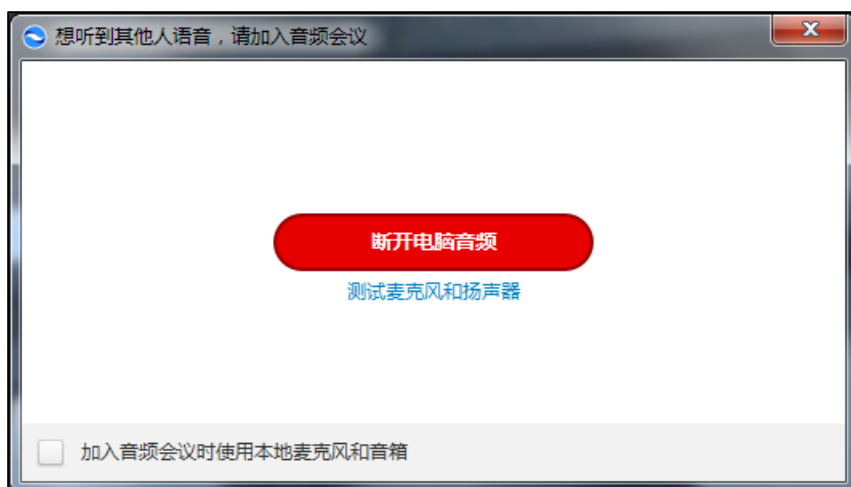 想听到其他人语音，请加入音频会议
断开电脑音频
测试麦克风和扬声器
加入音频会议时使用本地麦克风和音箱